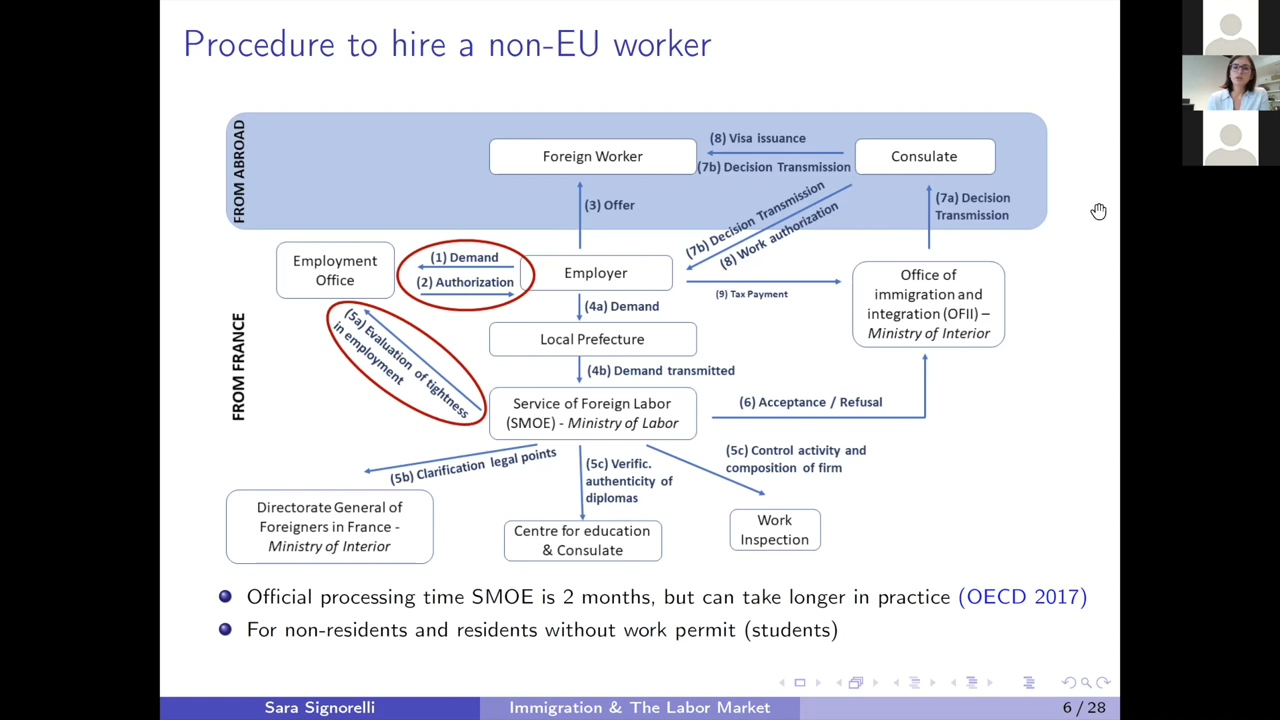 Procedure to hire a non-EU worker
FROM ABROAD
Foreign Worker
(8) Visa issuance
(7b) Decision Transmission
Consulate
(3) Offer
(7b) Decision Transmission
(8) Work authorization
(7a) Decision
Transmission
FROM FRANCE
Employment
Office
(1) Demand
(2) Authorization
Employer
(9) Tax Payment
Office of
immigration and
integration (OFII) –
Ministry of Interior
(4a) Demand
Local Prefecture
(4b) Demand transmitted
(5a) Evaluation of tightness
in employment
Service of Foreign Labor
(SMOE) - Ministry of Labor
(6) Acceptance / Refusal
(5b) Clarification legal points
(5c) Verific.
authenticity of
diplomas
(5c) Control activity and
composition of firm
Directorate General of
Foreigners in France -
Ministry of Interior
Centre for education
& Consulate
Work
Inspection
Official processing time SMOE is 2 months, but can take longer in practice (OECD 2017)
For non-residents and residents without work permit (students)
Sara Signorelli
Immigration & The Labor Market
6 / 28